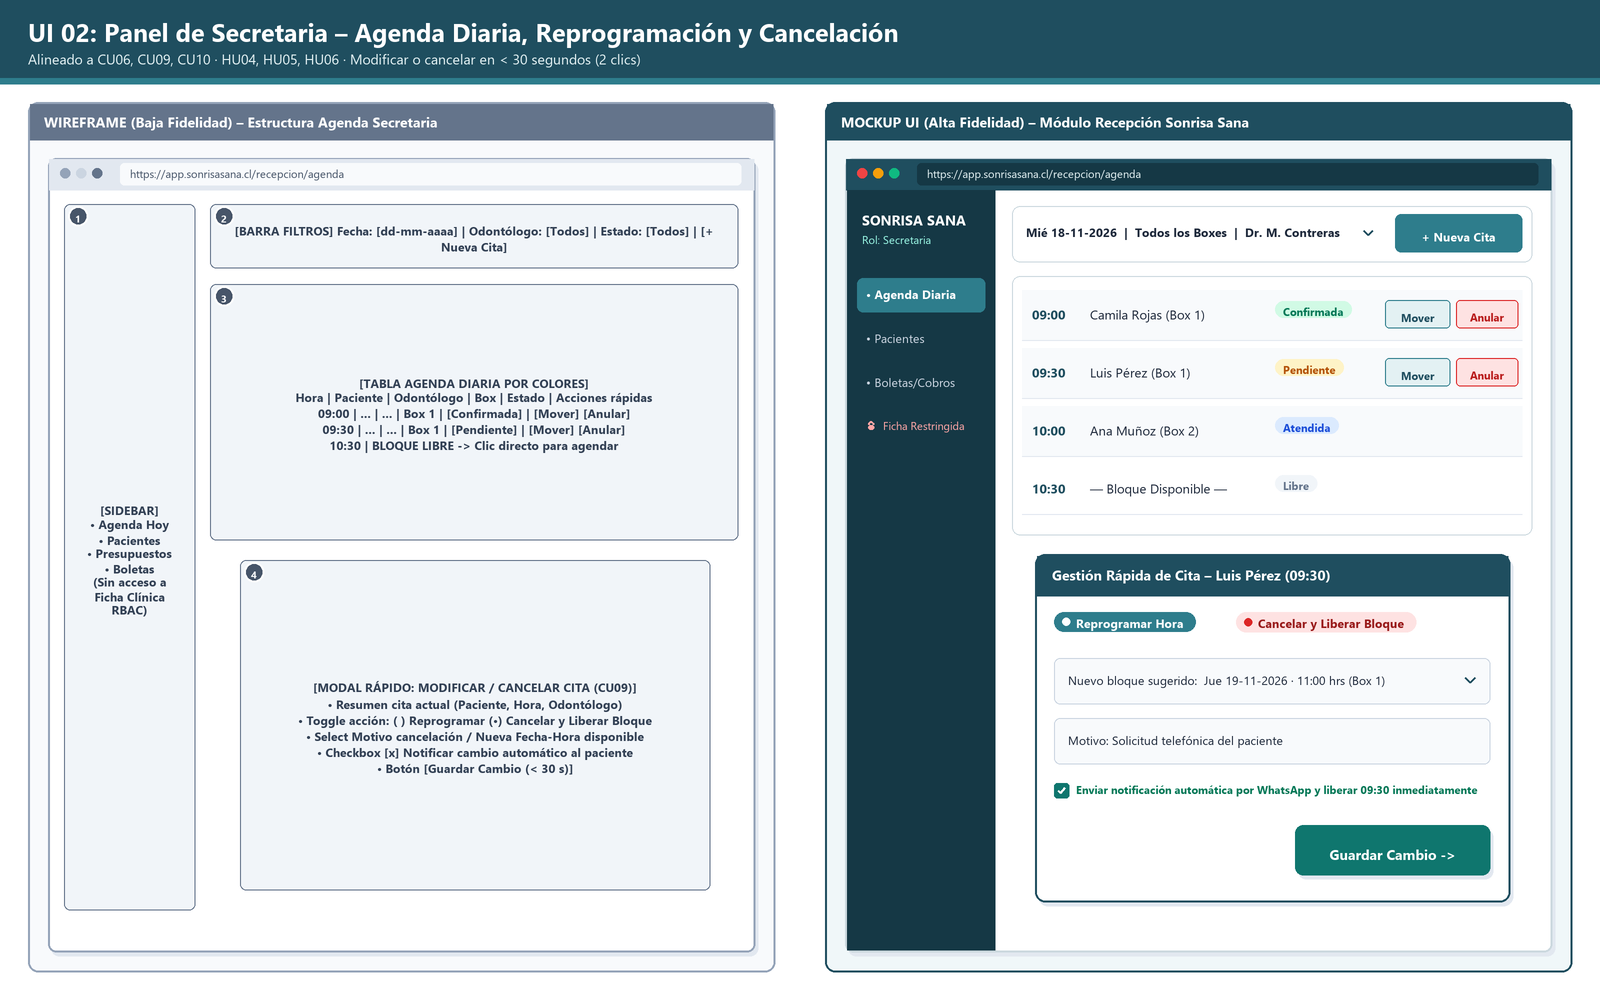 UI 02: Panel de Secretaria – Agenda Diaria, Reprogramación y Cancelación
Alineado a CU06, CU09, CU10 · HU04, HU05, HU06 · Modificar o cancelar en < 30 segundos (2 clics)
WIREFRAME (Baja Fidelidad) – Estructura Agenda Secretaria
https://app.sonrisasana.cl/recepcion/agenda
1
[SIDEBAR]
• Agenda Hoy
• Pacientes
• Presupuestos
• Boletas
(Sin acceso a
Ficha Clínica
RBAC)
2
[BARRA FILTROS] Fecha: [dd-mm-aaaa] | Odontólogo: [Todos] | Estado: [Todos] | [+
Nueva Cita]
3
[TABLA AGENDA DIARIA POR COLORES]
Hora | Paciente | Odontólogo | Box | Estado | Acciones rápidas
09:00 | ... | ... | Box 1 | [Confirmada] | [Mover] [Anular]
09:30 | ... | ... | Box 1 | [Pendiente] | [Mover] [Anular]
10:30 | BLOQUE LIBRE -> Clic directo para agendar
4
[MODAL RÁPIDO: MODIFICAR / CANCELAR CITA (CU09)]
• Resumen cita actual (Paciente, Hora, Odontólogo)
• Toggle acción: ( ) Reprogramar (•) Cancelar y Liberar Bloque
• Select Motivo cancelación / Nueva Fecha-Hora disponible
• Checkbox [x] Notificar cambio automático al paciente
• Botón [Guardar Cambio (< 30 s)]
MOCKUP UI (Alta Fidelidad) – Módulo Recepción Sonrisa Sana
https://app.sonrisasana.cl/recepcion/agenda
SONRISA SANA
Rol: Secretaria
• Agenda Diaria
• Pacientes
• Boletas/Cobros
Ficha Restringida
Mié 18-11-2026 | Todos los Boxes | Dr. M. Contreras
+ Nueva Cita
09:00 Camila Rojas (Box 1) Confirmada Mover Anular
09:30 Luis Pérez (Box 1) Pendiente Mover Anular
10:00 Ana Muñoz (Box 2) Atendida
10:30 — Bloque Disponible — Libre
Gestión Rápida de Cita – Luis Pérez (09:30)
Reprogramar Hora
Cancelar y Liberar Bloque
Nuevo bloque sugerido: Jue 19-11-2026 · 11:00 hrs (Box 1)
Motivo: Solicitud telefónica del paciente
Enviar notificación automática por WhatsApp y liberar 09:30 inmediatamente
Guardar Cambio ->